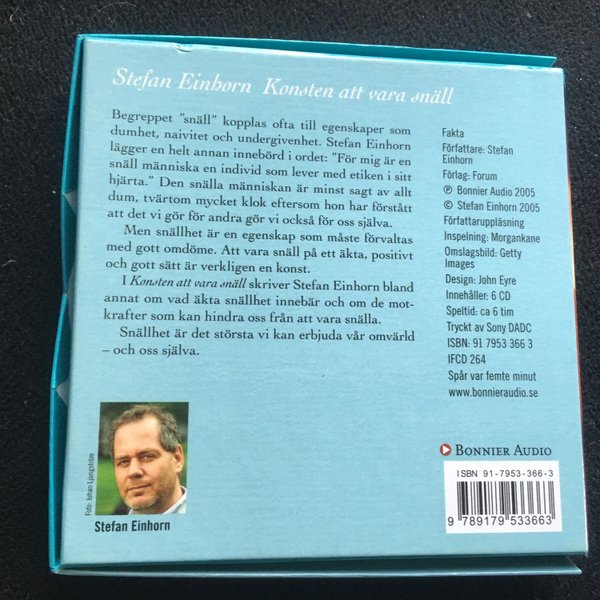 Stefan Einhorn Konsten att vara snäll
Begreppet "snäll" kopplas ofta till egenskaper som
dumhet, naivitet och undergivenhet. Stefan Einhorn
lägger en helt annan innebörd i ordet: "För mig är en
snäll människa en individ som lever med etiken i sitt
hjärta." Den snälla människan är minst sagt av allt
dum, tvärtom mycket klok eftersom hon har förstått
att det vi gör för andra gör vi också för oss själva.
Men snällhet är en egenskap som måste förvaltas
med gott omdöme. Att vara snäll på ett äkta, positivt
och gott sätt är verkligen en konst.
I Konsten att vara snäll skriver Stefan Einhorn bland
annat om vad äkta snällhet innebär och om de mot-
krafter som kan hindra oss från att vara snälla.
Snällhet är det största vi kan erbjuda vår omvärld
– och oss själva.
Fakta
Författare: Stefan
Einhorn
Förlag: Forum
℗ Bonnier Audio 2005
© Stefan Einhorn 2005
Författaruppläsning
Inspelning: Morgankane
Omslagsbild: Getty
Images
Design: John Eyre
Innehåller: 6 CD
Speltid: ca 6 tim
Tryckt av Sony DADC
ISBN: 91 7953 366 3
IFCD 264
Spår var femte minut
www.bonnieraudio.se
Foto: Johan Ljungström
Stefan Einhorn
BONNIER AUDIO
ISBN 91-7953-366-3
9 789179 533663